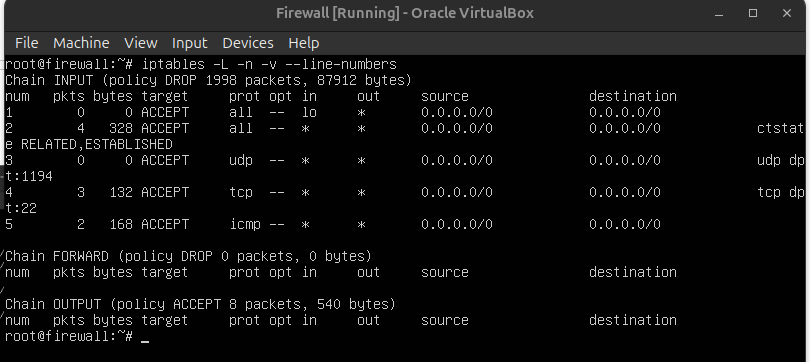 Firewall [Running] - Oracle VirtualBox
File Machine View Input Devices Help
root@firewall:~# iptables -L -n -v --line-numbers
Chain INPUT (policy DROP 1998 packets, 87912 bytes)
num   pkts bytes target     prot opt in     out     source               destination
1        0     0 ACCEPT     all  --  lo     *       0.0.0.0/0            0.0.0.0/0
2        4   328 ACCEPT     all  --  *      *       0.0.0.0/0            0.0.0.0/0            ctstat
e RELATED,ESTABLISHED
3        0     0 ACCEPT     udp  --  *      *       0.0.0.0/0            0.0.0.0/0            udp dp
t:1194
4        3   132 ACCEPT     tcp  --  *      *       0.0.0.0/0            0.0.0.0/0            tcp dp
t:22
5        2   168 ACCEPT     icmp --  *      *       0.0.0.0/0            0.0.0.0/0
Chain FORWARD (policy DROP 0 packets, 0 bytes)
num   pkts bytes target     prot opt in     out     source               destination
Chain OUTPUT (policy ACCEPT 8 packets, 540 bytes)
num   pkts bytes target     prot opt in     out     source               destination
root@firewall:~# _